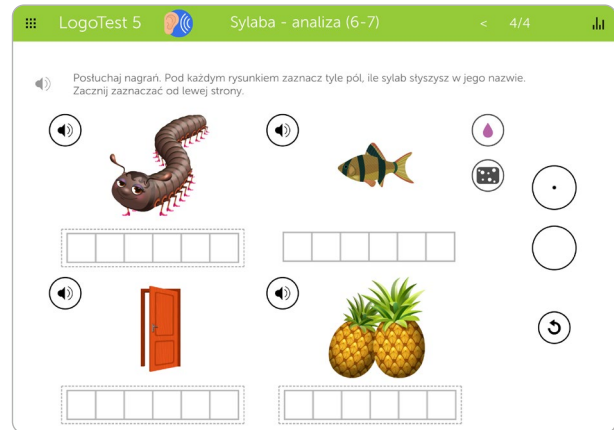 LogoTest 5 Sylaba - analiza (6-7) < 4/4
Posłuchaj nagrań. Pod każdym rysunkiem zaznacz tyle pól, ile sylab słyszysz w jego nazwie.
Zacznij zaznaczać od lewej strony.